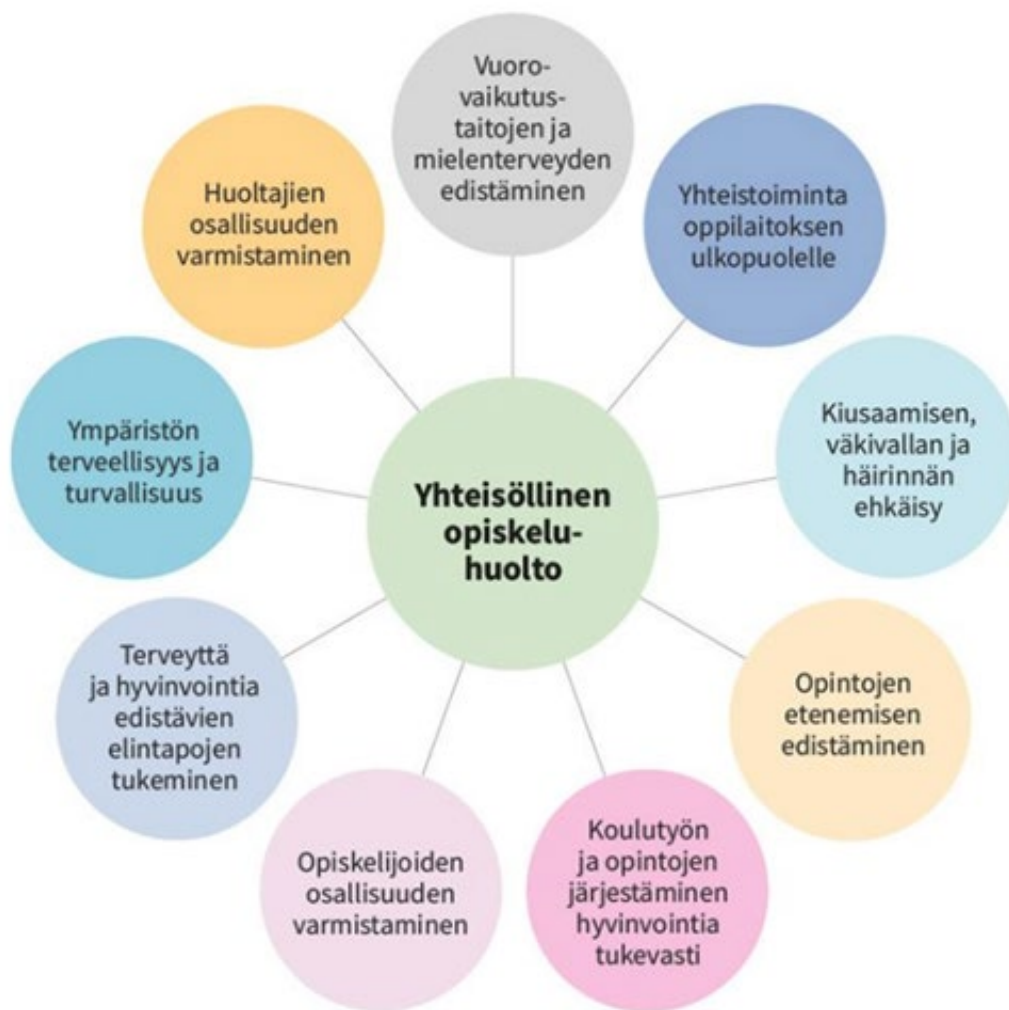 Vuoro-
vaikutus-
taitojen ja
mielenterveyden
edistäminen
Yhteistoiminta
oppilaitoksen
ulkopuolelle
Kiusaamisen,
väkivallan ja
häirinnän
ehkäisy
Opintojen
etenemisen
edistäminen
Koulutyön
ja opintojen
järjestäminen
hyvinvointia
tukevasti
Opiskelijoiden
osallisuuden
varmistaminen
Terveyttä
ja hyvinvointia
edistävien
elintapojen
tukeminen
Ympäristön
terveellisyys ja
turvallisuus
Huoltajien
osallisuuden
varmistaminen
Yhteisöllinen
opiskelu-
huolto